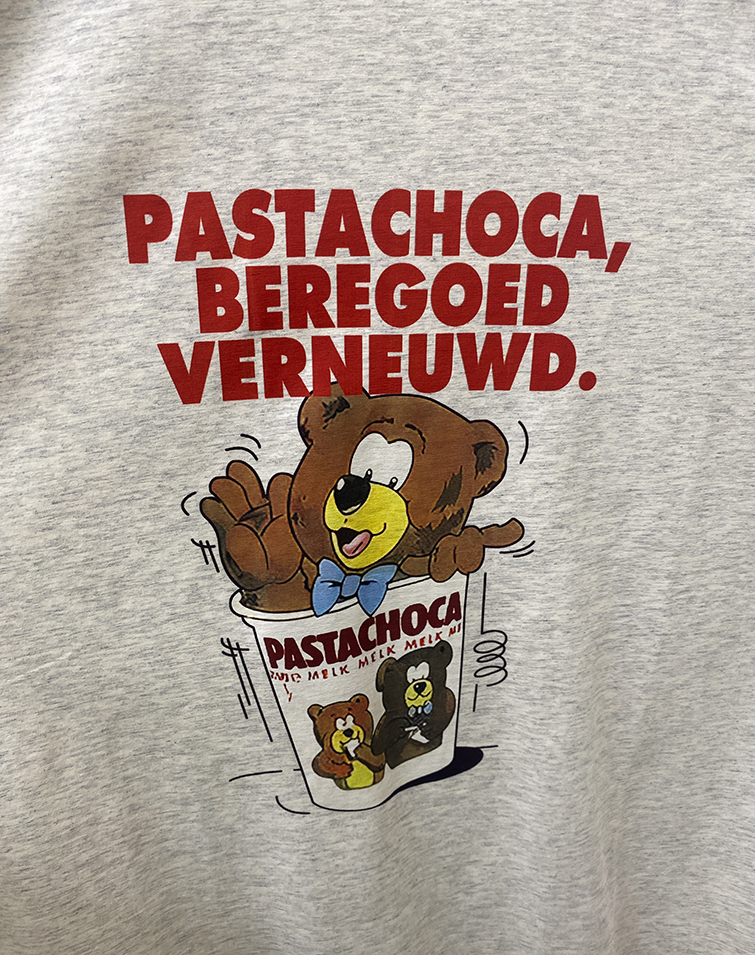 PASTACHOCA,
BEREGOED
VERNEUWD.
PASTACHOCA
MELK MELK MELK